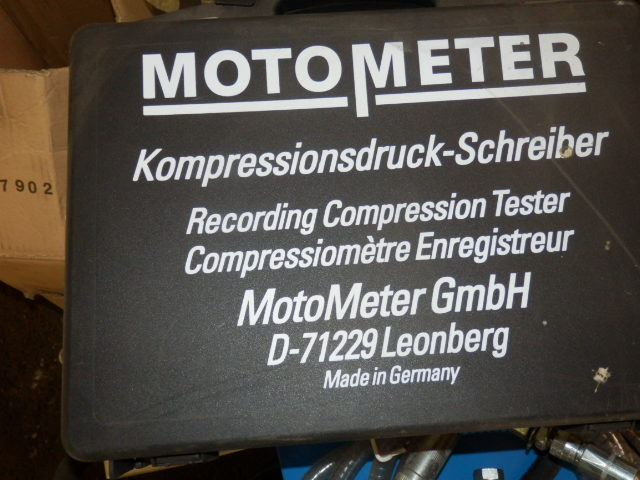 MOTOMETER
Kompressionsdruck-Schreiber
Recording Compression Tester
Compressiomètre Enregistreur
MotoMeter GmbH
D-71229 Leonberg
Made in Germany
7902